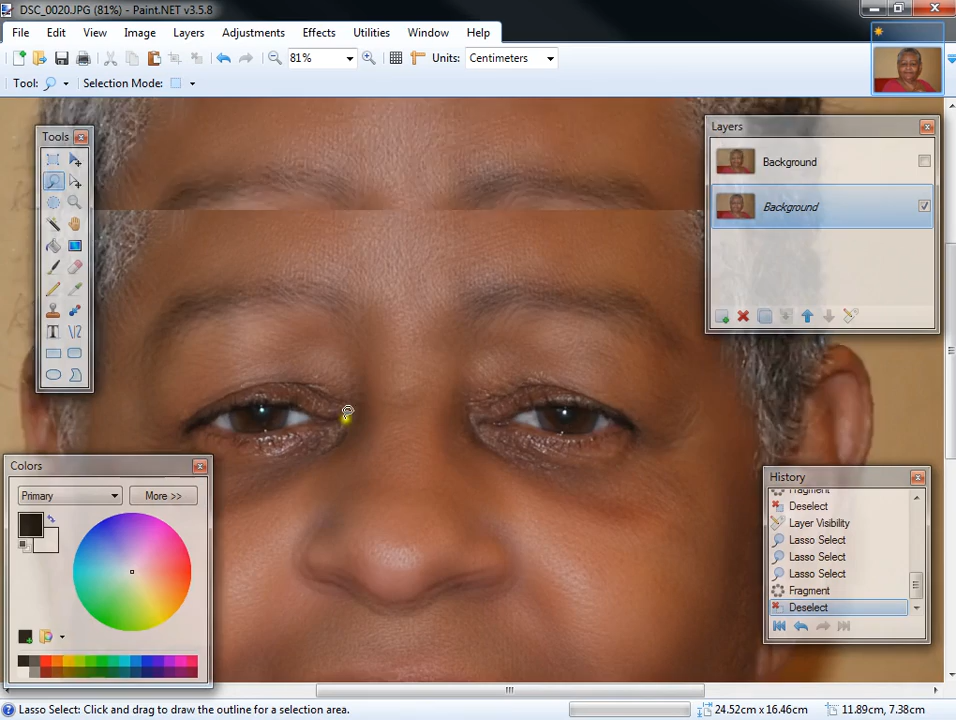 DSC_0020.JPG (81%) - Paint.NET v3.5.8
File Edit View Image Layers Adjustments Effects Utilities Window Help
81% Units: Centimeters
Tool: Selection Mode:
Tools
Layers
Background
Background
Colors
Primary More >>
History
Fragment
Deselect
Layer Visibility
Lasso Select
Lasso Select
Lasso Select
Fragment
Deselect
Lasso Select: Click and drag to draw the outline for a selection area. 24.52cm x 16.46cm 11.89cm, 7.38cm